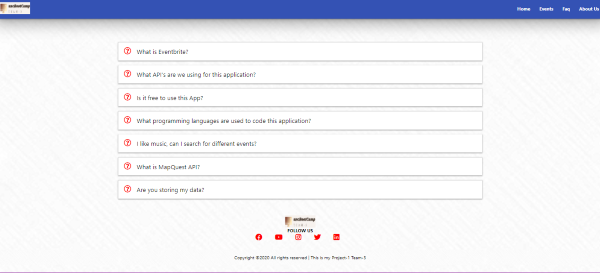 Home Events Faq About Us
What is Eventbrite?
What API's are we using for this application?
Is it free to use this App?
What programming languages are used to code this application?
I like music, can I search for different events?
What is MapQuest API?
Are you storing my data?
FOLLOW US
Copyright ©2020 All rights reserved | This is my Project-1 Team-5